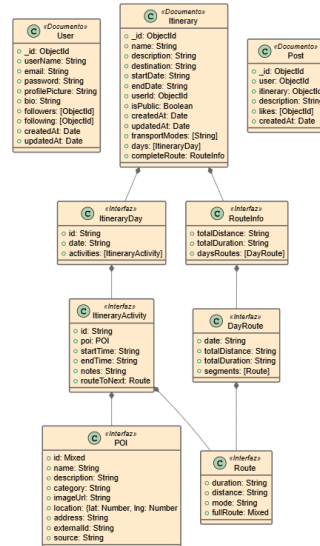 «Documento»
C User
_id: ObjectId
userName: String
email: String
password: String
profilePicture: String
bio: String
followers: [ObjectId]
following: [ObjectId]
createdAt: Date
updatedAt: Date
«Documento»
C Itinerary
_id: ObjectId
name: String
description: String
destination: String
startDate: String
endDate: String
userId: ObjectId
isPublic: Boolean
createdAt: Date
updatedAt: Date
transportModes: [String]
days: [ItineraryDay]
completeRoute: RouteInfo
«Documento»
C Post
_id: ObjectId
user: ObjectId
itinerary: ObjectId
description: String
likes: [ObjectId]
createdAt: Date
«Interfaz»
C ItineraryDay
id: String
date: String
activities: [ItineraryActivity]
«Interfaz»
C RouteInfo
totalDistance: String
totalDuration: String
daysRoutes: [DayRoute]
«Interfaz»
C ItineraryActivity
id: String
poi: POI
startTime: String
endTime: String
notes: String
routeToNext: Route
«Interfaz»
C DayRoute
date: String
totalDistance: String
totalDuration: String
segments: [Route]
«Interfaz»
C POI
id: Mixed
name: String
description: String
category: String
imageUrl: String
location: {lat: Number, lng: Number
address: String
externalId: String
source: String
«Interfaz»
C Route
duration: String
distance: String
mode: String
fullRoute: Mixed